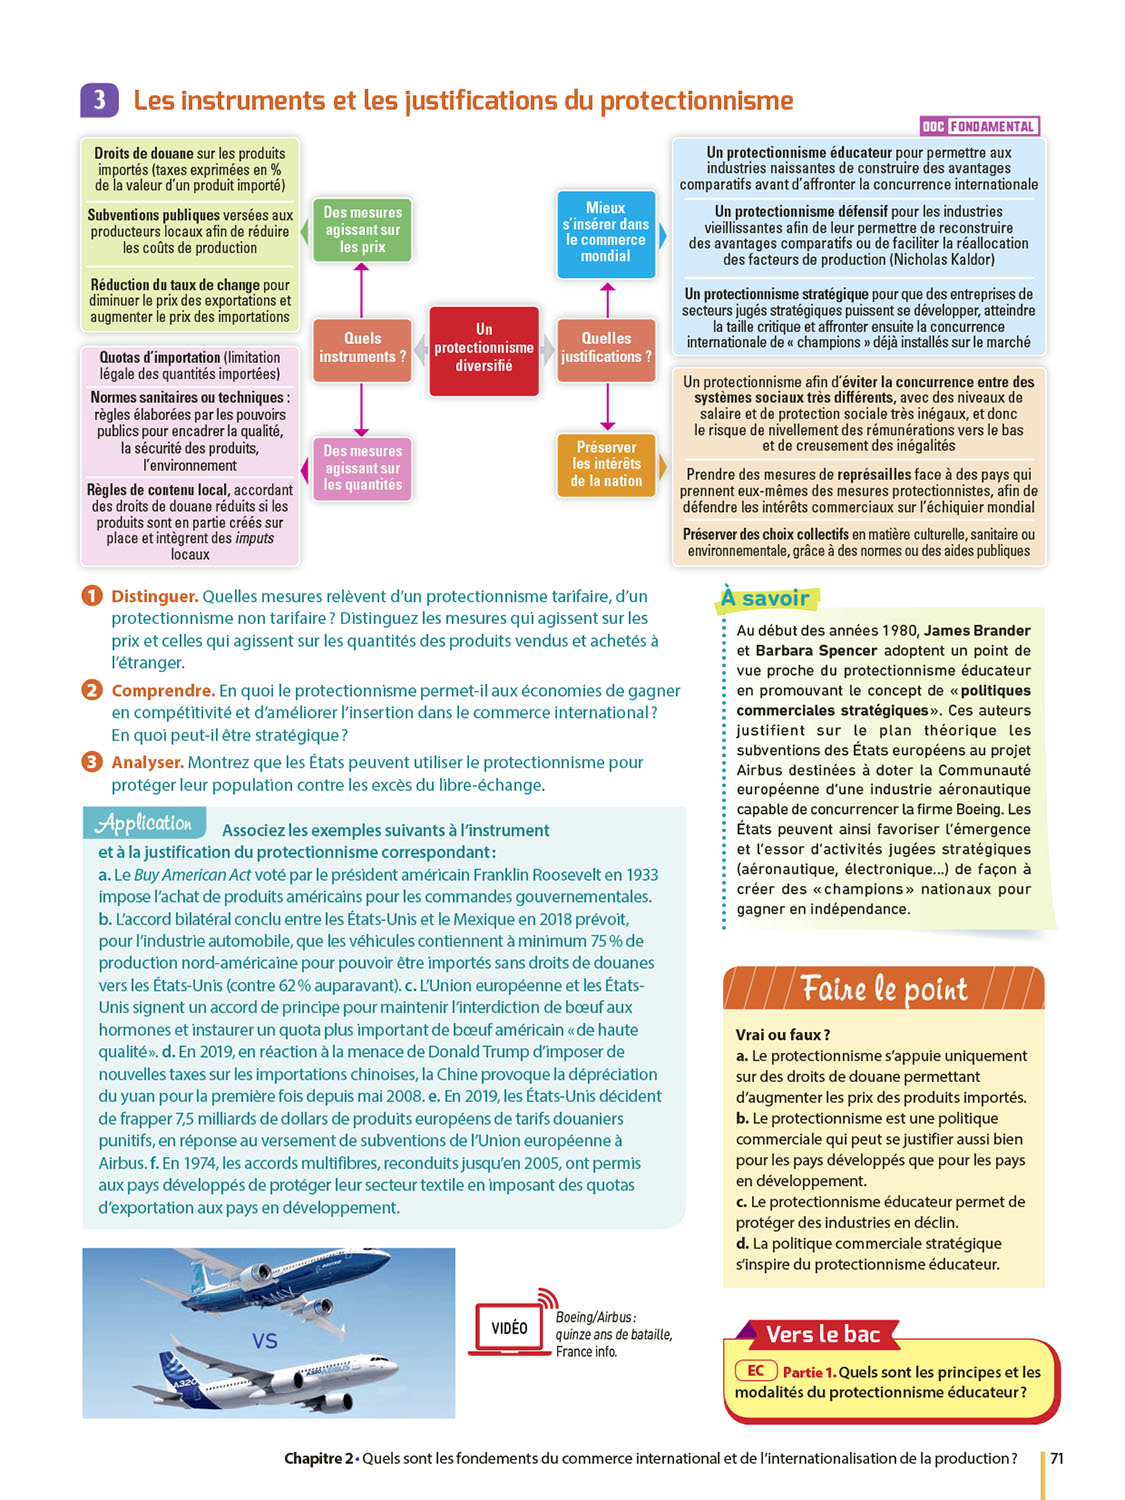 3 Les instruments et les justifications du protectionnisme
DOC FONDAMENTAL
Droits de douane sur les produits
importés (taxes exprimées en %
de la valeur d'un produit importé)
Subventions publiques versées aux
producteurs locaux afin de réduire
les coûts de production
Réduction du taux de change pour
diminuer le prix des exportations et
augmenter le prix des importations
Des mesures
agissant sur
les prix
Quotas d'importation (limitation
légale des quantités importées)
Normes sanitaires ou techniques :
règles élaborées par les pouvoirs
publics pour encadrer la qualité,
la sécurité des produits,
l'environnement
Règles de contenu local, accordant
des droits de douane réduits si les
produits sont en partie créés sur
place et intègrent des imputs
locaux
Des mesures
agissant sur
les quantités
Quels
instruments ?
Un
protectionnisme
diversifié
Quelles
justifications ?
Mieux
s'insérer dans
le commerce
mondial
Un protectionnisme éducateur pour permettre aux
industries naissantes de construire des avantages
comparatifs avant d'affronter la concurrence internationale
Un protectionnisme défensif pour les industries
vieillissantes afin de leur permettre de reconstruire
des avantages comparatifs ou de faciliter la réallocation
des facteurs de production (Nicholas Kaldor)
Un protectionnisme stratégique pour que des entreprises de
secteurs jugés stratégiques puissent se développer, atteindre
la taille critique et affronter ensuite la concurrence
internationale de « champions » déjà installés sur le marché
Préserver
les intérêts
de la nation
Un protectionnisme afin d'éviter la concurrence entre des
systèmes sociaux très différents, avec des niveaux de
salaire et de protection sociale très inégaux, et donc
le risque de nivellement des rémunérations vers le bas
et de creusement des inégalités
Prendre des mesures de représailles face à des pays qui
prennent eux-mêmes des mesures protectionnistes, afin de
défendre les intérêts commerciaux sur l'échiquier mondial
Préserver des choix collectifs en matière culturelle, sanitaire ou
environnementale, grâce à des normes ou des aides publiques
1 Distinguer. Quelles mesures relèvent d'un protectionnisme tarifaire, d'un
protectionnisme non tarifaire ? Distinguez les mesures qui agissent sur les
prix et celles qui agissent sur les quantités des produits vendus et achetés à
l'étranger.
2 Comprendre. En quoi le protectionnisme permet-il aux économies de gagner
en compétitivité et d'améliorer l'insertion dans le commerce international ?
En quoi peut-il être stratégique ?
3 Analyser. Montrez que les États peuvent utiliser le protectionnisme pour
protéger leur population contre les excès du libre-échange.
Application Associez les exemples suivants à l'instrument
et à la justification du protectionnisme correspondant :
a. Le Buy American Act voté par le président américain Franklin Roosevelt en 1933
impose l'achat de produits américains pour les commandes gouvernementales.
b. L'accord bilatéral conclu entre les États-Unis et le Mexique en 2018 prévoit,
pour l'industrie automobile, que les véhicules contiennent à minimum 75 % de
production nord-américaine pour pouvoir être importés sans droits de douanes
vers les États-Unis (contre 62 % auparavant). c. L'Union européenne et les États-
Unis signent un accord de principe pour maintenir l'interdiction de bœuf aux
hormones et instaurer un quota plus important de bœuf américain « de haute
qualité ». d. En 2019, en réaction à la menace de Donald Trump d'imposer de
nouvelles taxes sur les importations chinoises, la Chine provoque la dépréciation
du yuan pour la première fois depuis mai 2008. e. En 2019, les États-Unis décident
de frapper 7,5 milliards de dollars de produits européens de tarifs douaniers
punitifs, en réponse au versement de subventions de l'Union européenne à
Airbus. f. En 1974, les accords multifibres, reconduits jusqu'en 2005, ont permis
aux pays développés de protéger leur secteur textile en imposant des quotas
d'exportation aux pays en développement.
À savoir
Au début des années 1980, James Brander
et Barbara Spencer adoptent un point de
vue proche du protectionnisme éducateur
en promouvant le concept de « politiques
commerciales stratégiques ». Ces auteurs
justifient sur le plan théorique les
subventions des États européens au projet
Airbus destinées à doter la Communauté
européenne d'une industrie aéronautique
capable de concurrencer la firme Boeing. Les
États peuvent ainsi favoriser l'émergence
et l'essor d'activités jugées stratégiques
(aéronautique, électronique...) de façon à
créer des « champions » nationaux pour
gagner en indépendance.
Faire le point
Vrai ou faux ?
a. Le protectionnisme s'appuie uniquement
sur des droits de douane permettant
d'augmenter les prix des produits importés.
b. Le protectionnisme est une politique
commerciale qui peut se justifier aussi bien
pour les pays développés que pour les pays
en développement.
c. Le protectionnisme éducateur permet de
protéger des industries en déclin.
d. La politique commerciale stratégique
s'inspire du protectionnisme éducateur.
BOEING
VS
A320
A320 AIRBUS
VIDÉO
Boeing/Airbus :
quinze ans de bataille,
France info.
Vers le bac
EC Partie 1. Quels sont les principes et les
modalités du protectionnisme éducateur ?
Chapitre 2 • Quels sont les fondements du commerce international et de l'internationalisation de la production ? 71